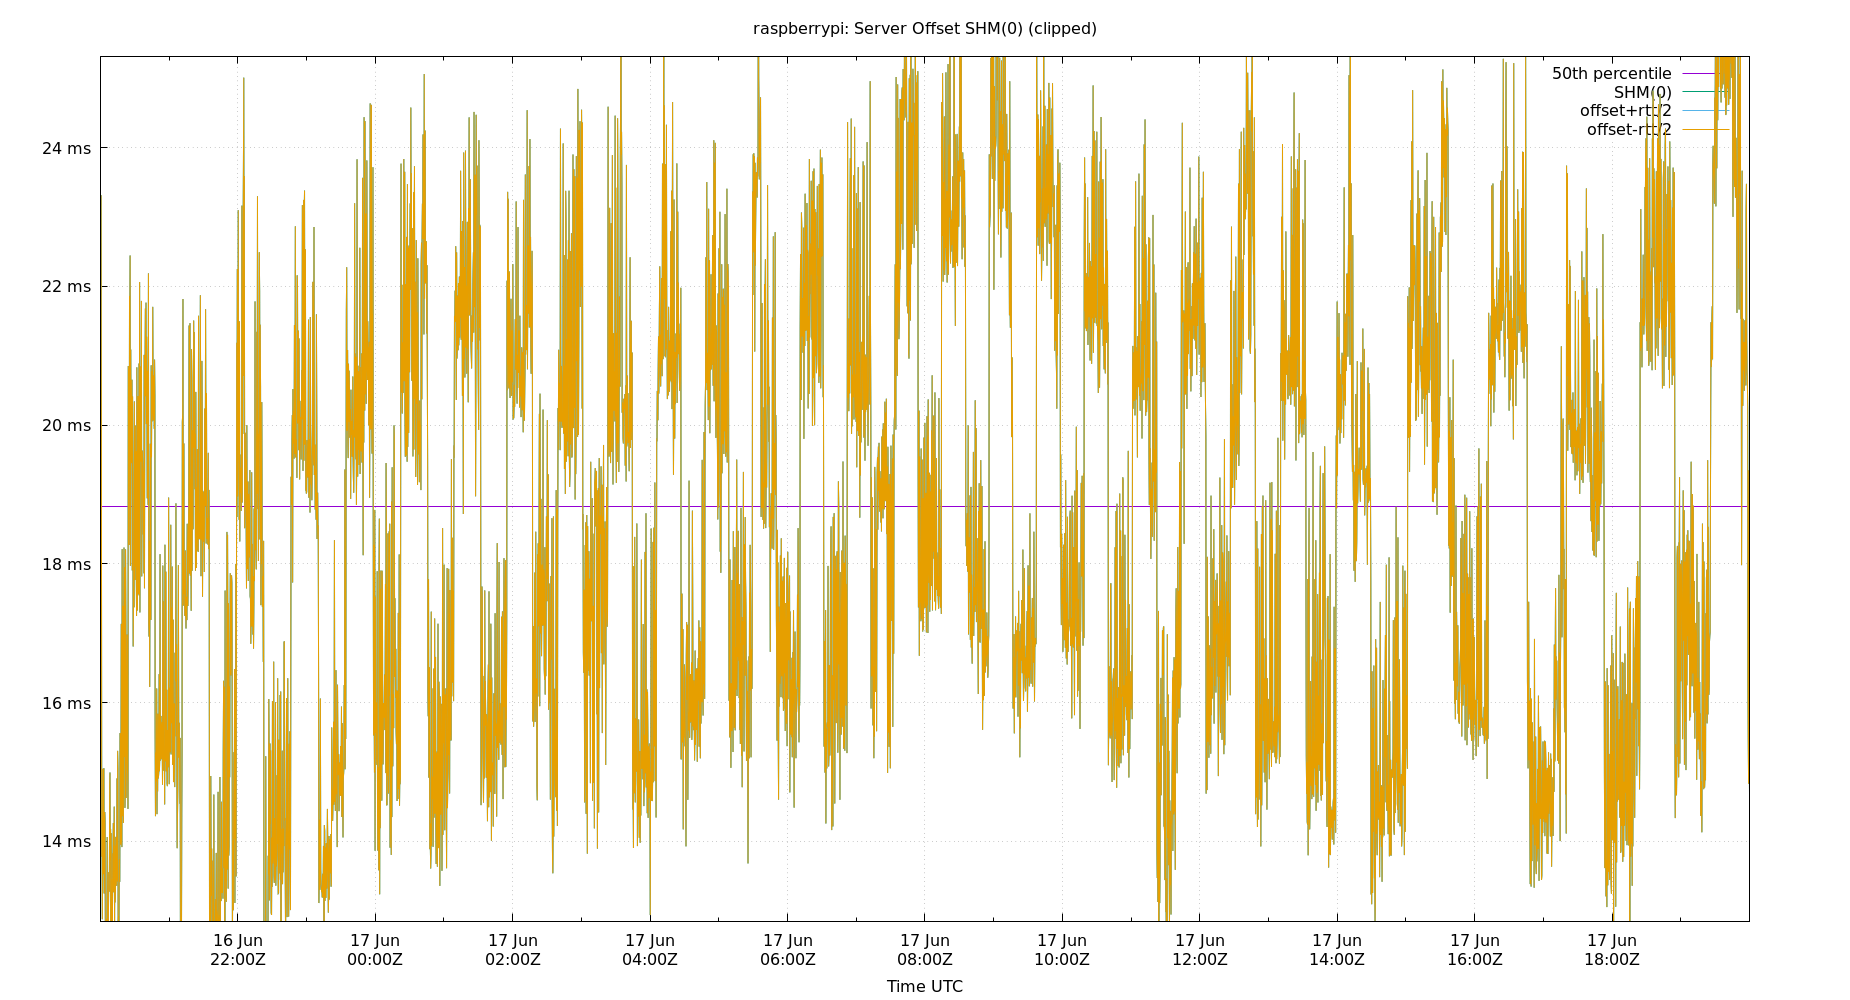 raspberrypi: Server Offset SHM(0) (clipped)
50th percentile
SHM(0)
offset+rtt/2
offset-rtt/2
24 ms
22 ms
20 ms
18 ms
16 ms
14 ms
16 Jun 17 Jun 17 Jun 17 Jun 17 Jun 17 Jun 17 Jun 17 Jun 17 Jun 17 Jun 17 Jun
22:00Z 00:00Z 02:00Z 04:00Z 06:00Z 08:00Z 10:00Z 12:00Z 14:00Z 16:00Z 18:00Z
Time UTC